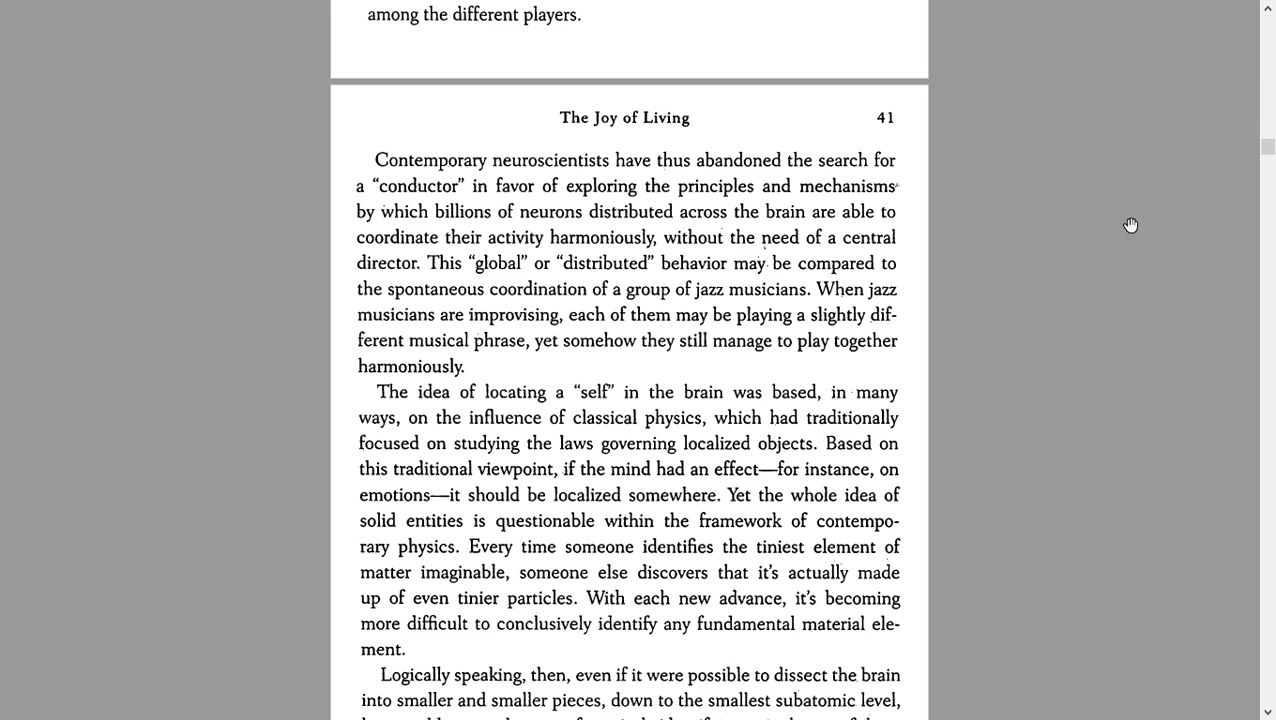 among the different players.
The Joy of Living 41
Contemporary neuroscientists have thus abandoned the search for
a “conductor” in favor of exploring the principles and mechanisms
by which billions of neurons distributed across the brain are able to
coordinate their activity harmoniously, without the need of a central
director. This “global” or “distributed” behavior may be compared to
the spontaneous coordination of a group of jazz musicians. When jazz
musicians are improvising, each of them may be playing a slightly dif-
ferent musical phrase, yet somehow they still manage to play together
harmoniously.
The idea of locating a “self” in the brain was based, in many
ways, on the influence of classical physics, which had traditionally
focused on studying the laws governing localized objects. Based on
this traditional viewpoint, if the mind had an effect—for instance, on
emotions—it should be localized somewhere. Yet the whole idea of
solid entities is questionable within the framework of contempo-
rary physics. Every time someone identifies the tiniest element of
matter imaginable, someone else discovers that it’s actually made
up of even tinier particles. With each new advance, it’s becoming
more difficult to conclusively identify any fundamental material ele-
ment.
Logically speaking, then, even if it were possible to dissect the brain
into smaller and smaller pieces, down to the smallest subatomic level,